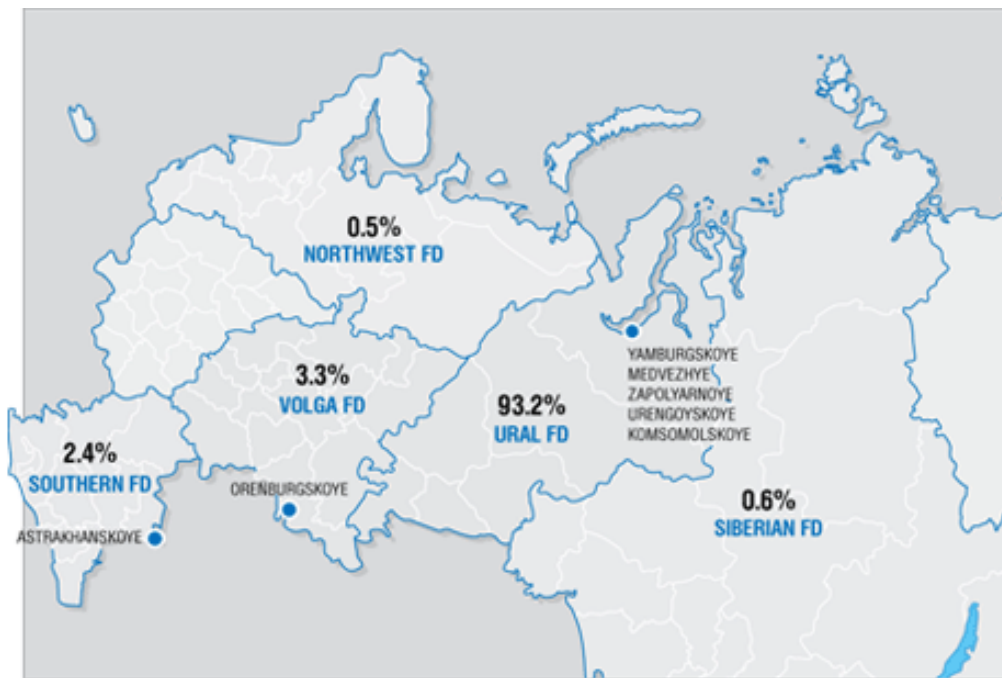 0.5%
NORTHWEST FD
YAMBURGSKOYE
MEDVEZHYE
ZAPOLYARNOYE
URENGOYSKOYE
KOMSOMOLSKOYE
3.3%
VOLGA FD
93.2%
URAL FD
2.4%
SOUTHERN FD
ORENBURGSKOYE
0.6%
SIBERIAN FD
ASTRAKHANSKOYE